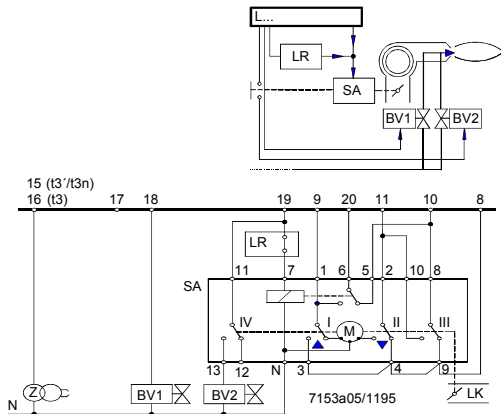 L...
LR
SA
BV1
BV2
15 (t3´/t3n)
16 (t3) 17 18 19 9 20 11 10 8
LR
11 7 1 6 5 2 10 8
SA
IV I M II III
13 12 N 3 4 9
Z
BV1
BV2
7153a05/1195
LK
N